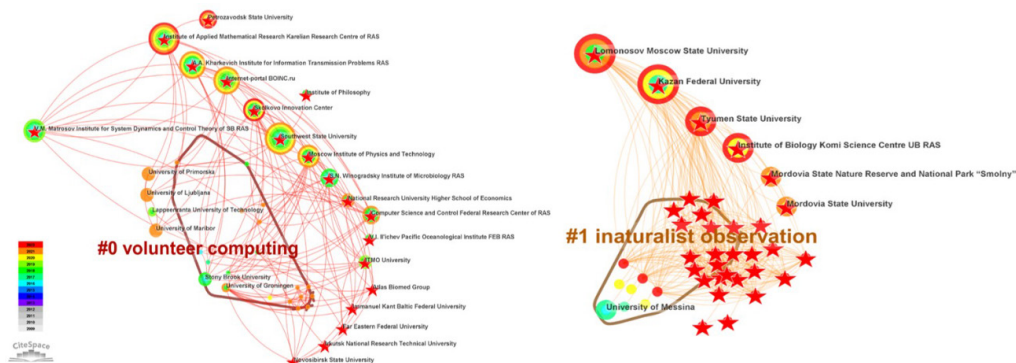 Petrozavodsk State University
Institute of Applied Mathematical Research Karelian Research Centre of RAS
A.A. Kharkevich Institute for Information Transmission Problems RAS
Internet-portal BOINC.ru
Institute of Philosophy
Skolkovo Innovation Center
V.M. Matrosov Institute for System Dynamics and Control Theory of SB RAS
Southwest State University
Moscow Institute of Physics and Technology
S.N. Winogradsky Institute of Microbiology RAS
University of Primorska
University of Ljubljana
National Research University Higher School of Economics
Lappeenranta University of Technology
Computer Science and Control Federal Research Center of RAS
University of Maribor
V.I. Il'ichev Pacific Oceanological Institute FEB RAS
#0 volunteer computing
ITMO University
Stony Brook University
University of Groningen
Atlas Biomed Group
Immanuel Kant Baltic Federal University
Far Eastern Federal University
Irkutsk National Research Technical University
Novosibirsk State University
CiteSpace
Lomonosov Moscow State University
Kazan Federal University
Tyumen State University
Institute of Biology Komi Science Centre UB RAS
Mordovia State Nature Reserve and National Park “Smolny”
Mordovia State University
#1 inaturalist observation
University of Messina